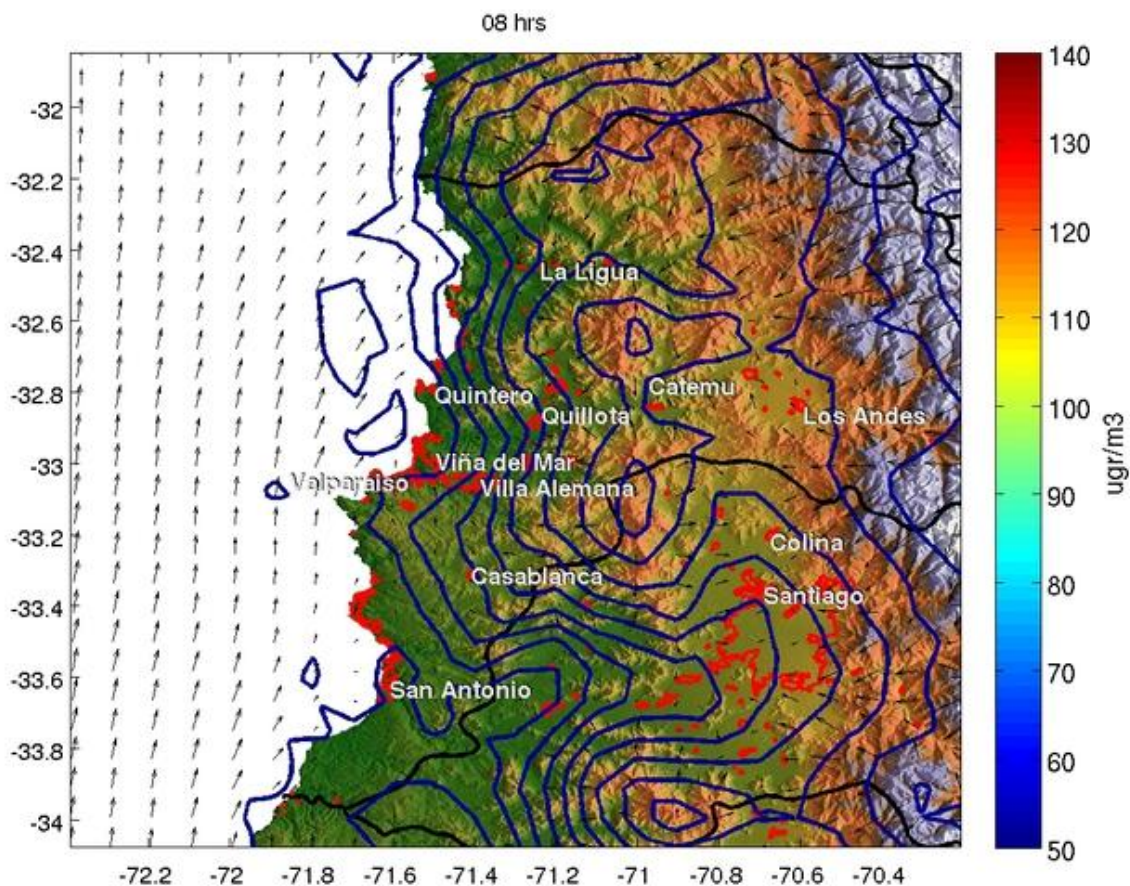 08 hrs
-32
-32.2
-32.4
-32.6
-32.8
-33
-33.2
-33.4
-33.6
-33.8
-34
La Ligua
Quintero
Catemu
Quillota
Los Andes
Viña del Mar
Valparaiso
Villa Alemana
Colina
Casablanca
Santiago
San Antonio
-72.2
-72
-71.8
-71.6
-71.4
-71.2
-71
-70.8
-70.6
-70.4
140
130
120
110
100
90
80
70
60
50
ugr/m3